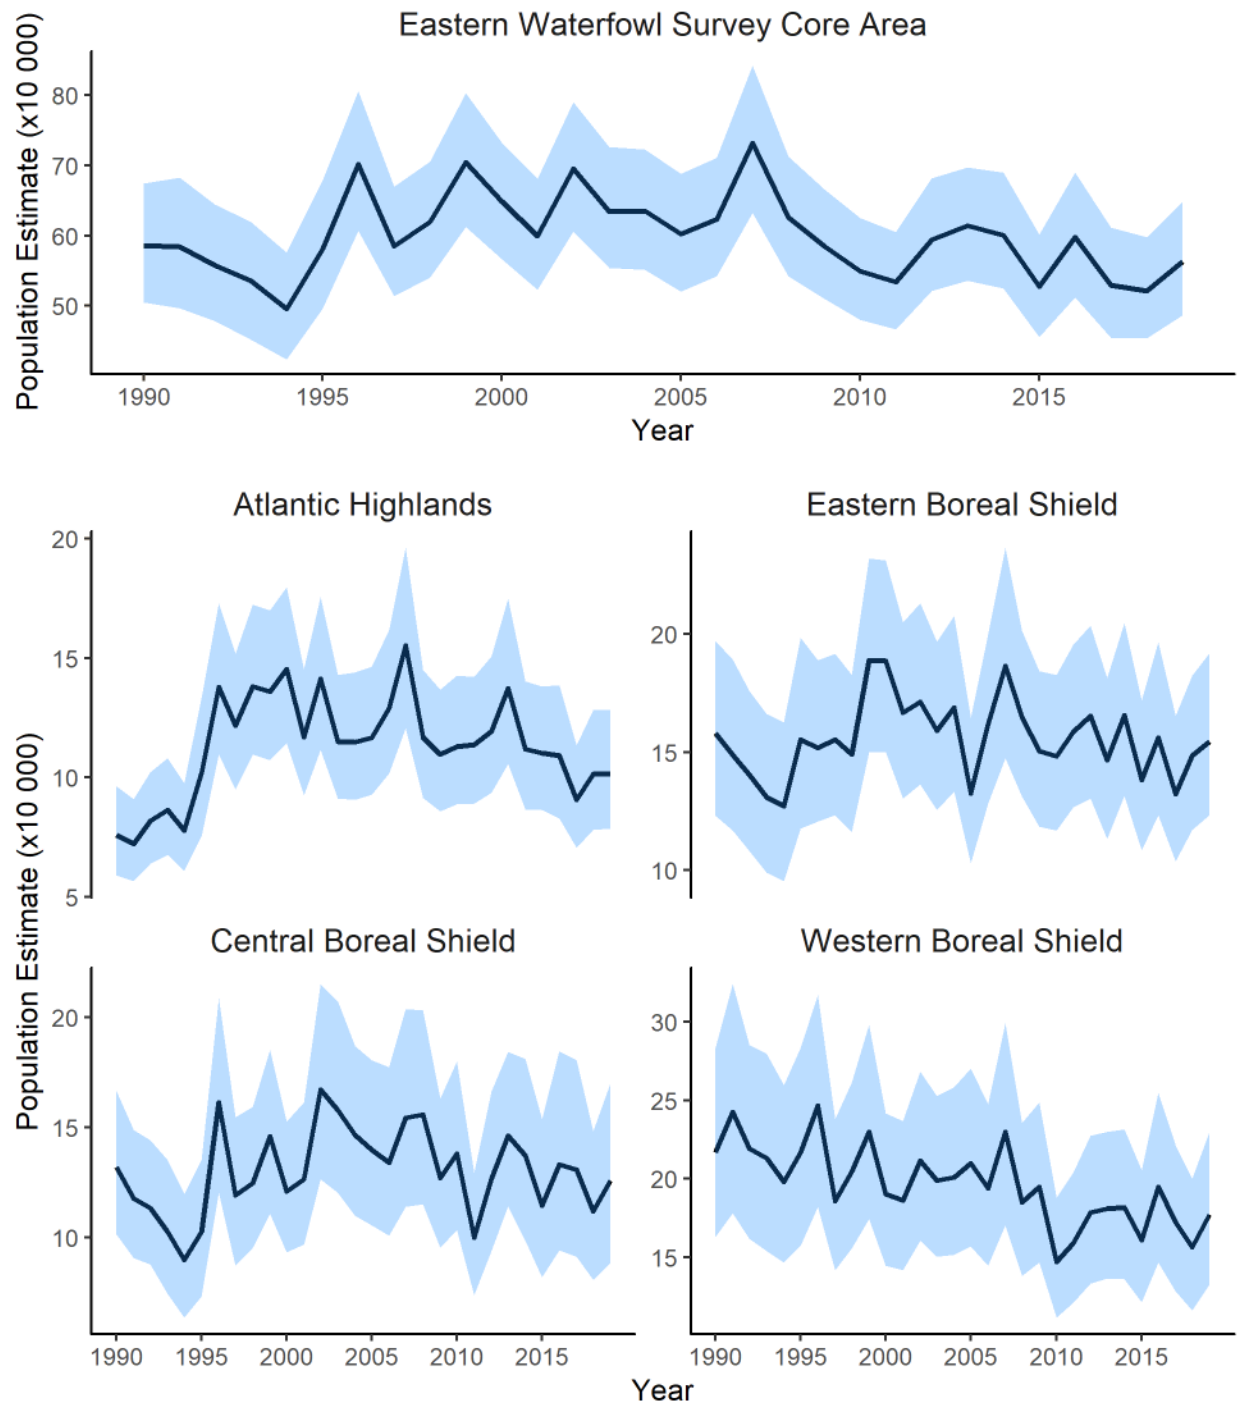 Eastern Waterfowl Survey Core Area
Population Estimate (x10 000)
80
70
60
50
1990 1995 2000 2005 2010 2015
Year
Atlantic Highlands
Eastern Boreal Shield
Population Estimate (x10 000)
20
15
10
5
20
15
10
Central Boreal Shield
Western Boreal Shield
20
15
10
30
25
20
15
1990 1995 2000 2005 2010 2015
1990 1995 2000 2005 2010 2015
Year